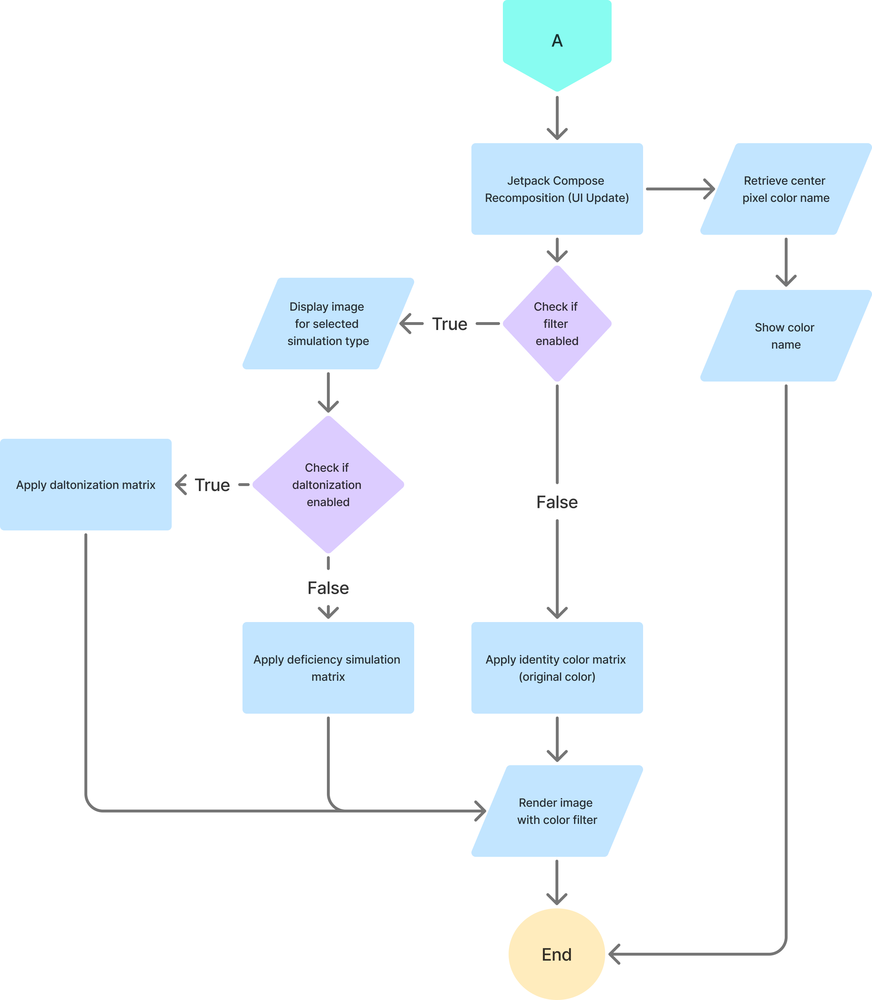 A
Jetpack Compose
Recomposition (UI Update)
Retrieve center
pixel color name
Display image
for selected
simulation type
True
Check if
filter
enabled
Show color
name
Apply daltonization matrix
True
Check if
daltonization
enabled
False
False
Apply deficiency simulation
matrix
Apply identity color matrix
(original color)
Render image
with color filter
End